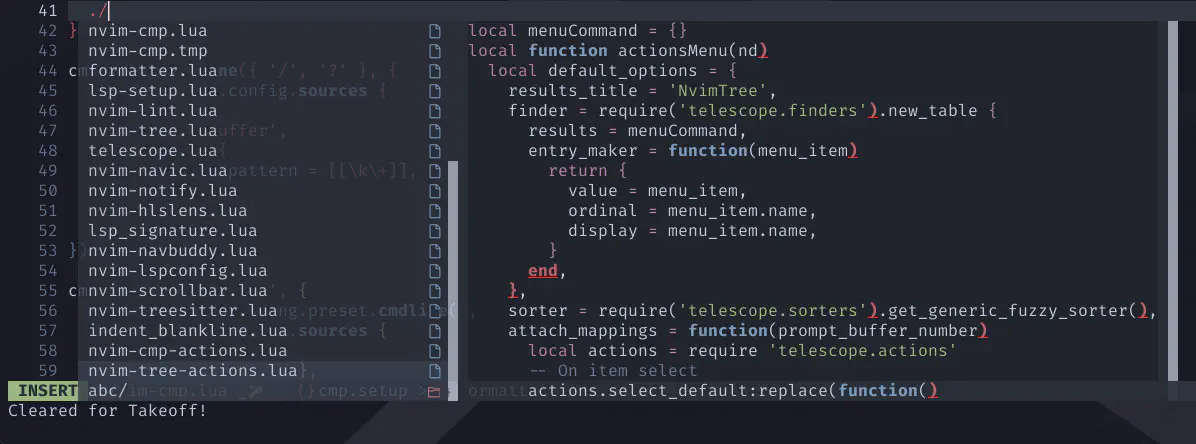 41 ./
42 } nvim-cmp.lua local menuCommand = {}
43 nvim-cmp.tmp local function actionsMenu(nd)
44 cmformatter.luane({ '/', '?' }, { local default_options = {
45 lsp-setup.lua.config.sources { results_title = 'NvimTree',
46 nvim-lint.lua finder = require('telescope.finders').new_table {
47 nvim-tree.luauffer', results = menuCommand,
48 telescope.lua{ entry_maker = function(menu_item)
49 nvim-navic.luapattern = [[\k\+]], return {
50 nvim-notify.lua value = menu_item,
51 nvim-hlslens.lua ordinal = menu_item.name,
52 lsp_signature.lua display = menu_item.name,
53 }) nvim-navbuddy.lua }
54 nvim-lspconfig.lua end,
55 cmnvim-scrollbar.lua', { },
56 nvim-treesitter.luang.preset.cmdline( , sorter = require('telescope.sorters').get_generic_fuzzy_sorter(),
57 indent_blankline.lua.sources { attach_mappings = function(prompt_buffer_number)
58 nvim-cmp-actions.lua local actions = require 'telescope.actions'
59 nvim-tree-actions.lua}, -- On item select
INSERT abc/im-cmp.lua {}cmp.setup > ormatt actions.select_default:replace(function()
Cleared for Takeoff!